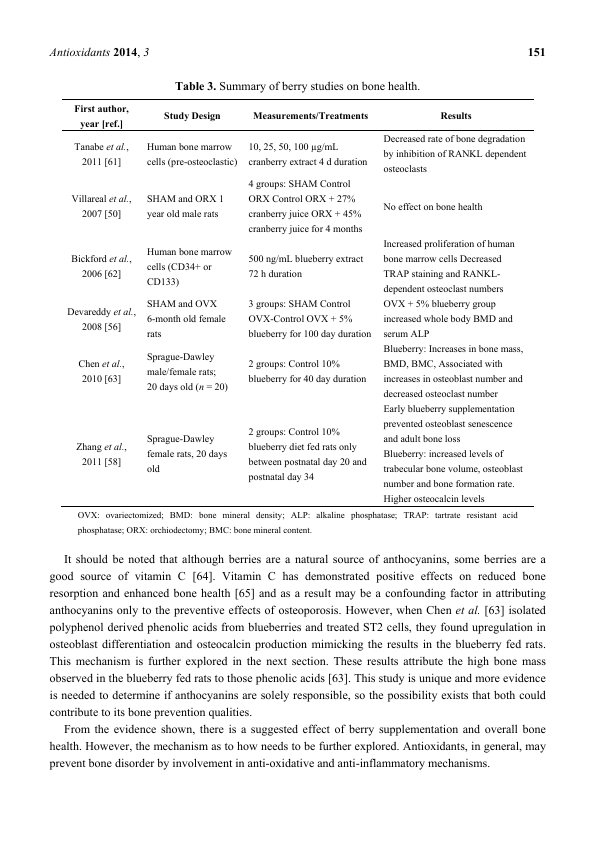 Antioxidants 2014, 3 151
Table 3. Summary of berry studies on bone health.
First author, year [ref.] Study Design Measurements/Treatments Results
Tanabe et al., 2011 [61]
Human bone marrow
cells (pre-osteoclastic)
10, 25, 50, 100 μg/mL
cranberry extract 4 d duration
Decreased rate of bone degradation
by inhibition of RANKL dependent
osteoclasts
Villareal et al.,
2007 [50]
SHAM and ORX 1
year old male rats
4 groups: SHAM Control
ORX Control ORX + 27%
cranberry juice ORX + 45%
cranberry juice for 4 months
No effect on bone health
Bickford et al.,
2006 [62]
Human bone marrow
cells (CD34+ or
CD133)
500 ng/mL blueberry extract
72 h duration
Increased proliferation of human
bone marrow cells Decreased
TRAP staining and RANKL-
dependent osteoclast numbers
Devareddy et al.,
2008 [56]
SHAM and OVX
6-month old female
rats
3 groups: SHAM Control
OVX-Control OVX + 5%
blueberry for 100 day duration
OVX + 5% blueberry group
increased whole body BMD and
serum ALP
Chen et al.,
2010 [63]
Sprague-Dawley
male/female rats;
20 days old (n = 20)
2 groups: Control 10%
blueberry for 40 day duration
Blueberry: Increases in bone mass,
BMD, BMC, Associated with
increases in osteoblast number and
decreased osteoclast number
Zhang et al.,
2011 [58]
Sprague-Dawley
female rats, 20 days
old
2 groups: Control 10%
blueberry diet fed rats only
between postnatal day 20 and
postnatal day 34
Early blueberry supplementation
prevented osteoblast senescence
and adult bone loss
Blueberry: increased levels of
trabecular bone volume, osteoblast
number and bone formation rate.
Higher osteocalcin levels
OVX: ovariectomized; BMD: bone mineral density; ALP: alkaline phosphatase; TRAP: tartrate resistant acid
phosphatase; ORX: orchiodectomy; BMC: bone mineral content.
It should be noted that although berries are a natural source of anthocyanins, some berries are a
good source of vitamin C [64]. Vitamin C has demonstrated positive effects on reduced bone
resorption and enhanced bone health [65] and as a result may be a confounding factor in attributing
anthocyanins only to the preventive effects of osteoporosis. However, when Chen et al. [63] isolated
polyphenol derived phenolic acids from blueberries and treated ST2 cells, they found upregulation in
osteoblast differentiation and osteocalcin production mimicking the results in the blueberry fed rats.
This mechanism is further explored in the next section. These results attribute the high bone mass
observed in the blueberry fed rats to those phenolic acids [63]. This study is unique and more evidence
is needed to determine if anthocyanins are solely responsible, so the possibility exists that both could
contribute to its bone prevention qualities.
From the evidence shown, there is a suggested effect of berry supplementation and overall bone
health. However, the mechanism as to how needs to be further explored. Antioxidants, in general, may
prevent bone disorder by involvement in anti-oxidative and anti-inflammatory mechanisms.